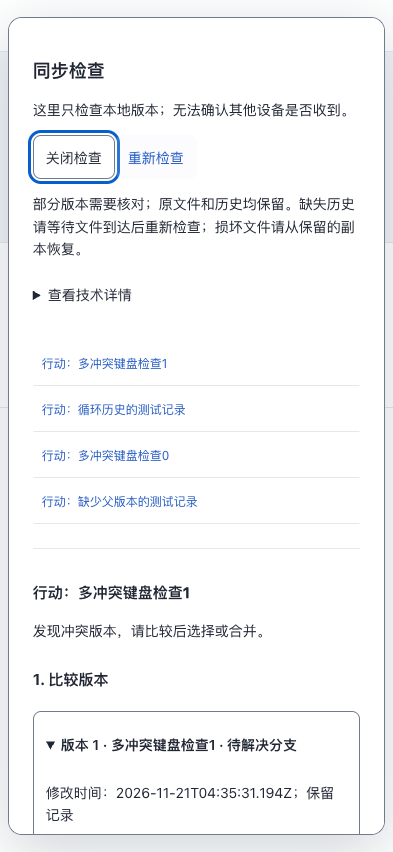 同步检查
这里只检查本地版本；无法确认其他设备是否收到。
关闭检查 重新检查
部分版本需要核对；原文件和历史均保留。缺失历史
请等待文件到达后重新检查；损坏文件请从保留的副
本恢复。
▶ 查看技术详情
行动：多冲突键盘检查1
行动：循环历史的测试记录
行动：多冲突键盘检查0
行动：缺少父版本的测试记录
行动：多冲突键盘检查1
发现冲突版本，请比较后选择或合并。
1. 比较版本
▼ 版本 1 · 多冲突键盘检查1 · 待解决分支
修改时间：2026-11-21T04:35:31.194Z；保留
记录